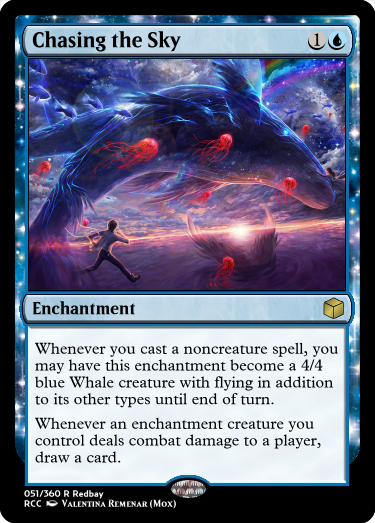 Chasing the Sky
1
Enchantment
Whenever you cast a noncreature spell, you
may have this enchantment become a 4/4
blue Whale creature with flying in addition
to its other types until end of turn.
Whenever an enchantment creature you
control deals combat damage to a player,
draw a card.
051/360 R Redbay
RCC Valentina Remenar (Mox)